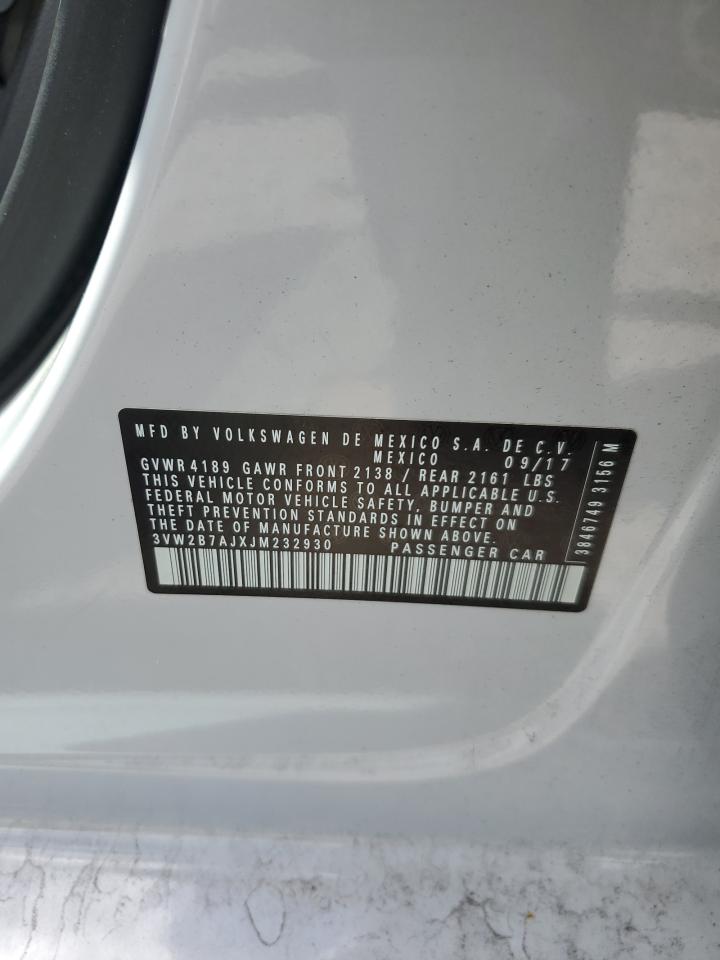 MFD BY VOLKSWAGEN DE MEXICO S.A. DE C.V.
MEXICO 09/17
GVWR 4189 GAWR FRONT 2138 / REAR 2161 LBS
THIS VEHICLE CONFORMS TO ALL APPLICABLE U.S.
FEDERAL MOTOR VEHICLE SAFETY, BUMPER AND
THEFT PREVENTION STANDARDS IN EFFECT ON
THE DATE OF MANUFACTURE SHOWN ABOVE.
3VW2B7AJXJM232930 PASSENGER CAR
3846749 3156 M